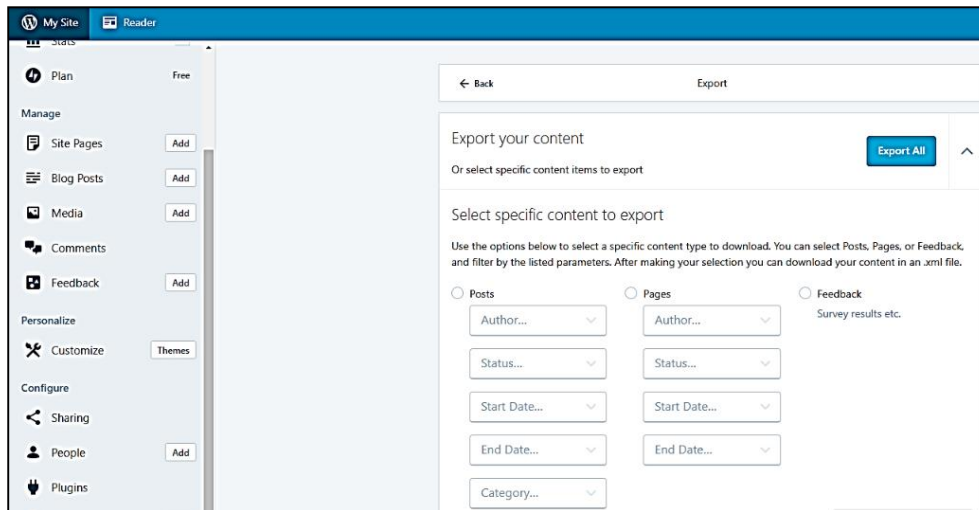 My Site
Reader
Stats
Plan
Free
Manage
Site Pages
Add
Blog Posts
Add
Media
Add
Comments
Feedback
Add
Personalize
Customize
Themes
Configure
Sharing
People
Add
Plugins
← Back
Export
Export your content
Or select specific content items to export
Export All
Select specific content to export
Use the options below to select a specific content type to download. You can select Posts, Pages, or Feedback,
and filter by the listed parameters. After making your selection you can download your content in an .xml file.
Posts
Author...
Status...
Start Date...
End Date...
Category...
Pages
Author...
Status...
Start Date...
End Date...
Feedback
Survey results etc.